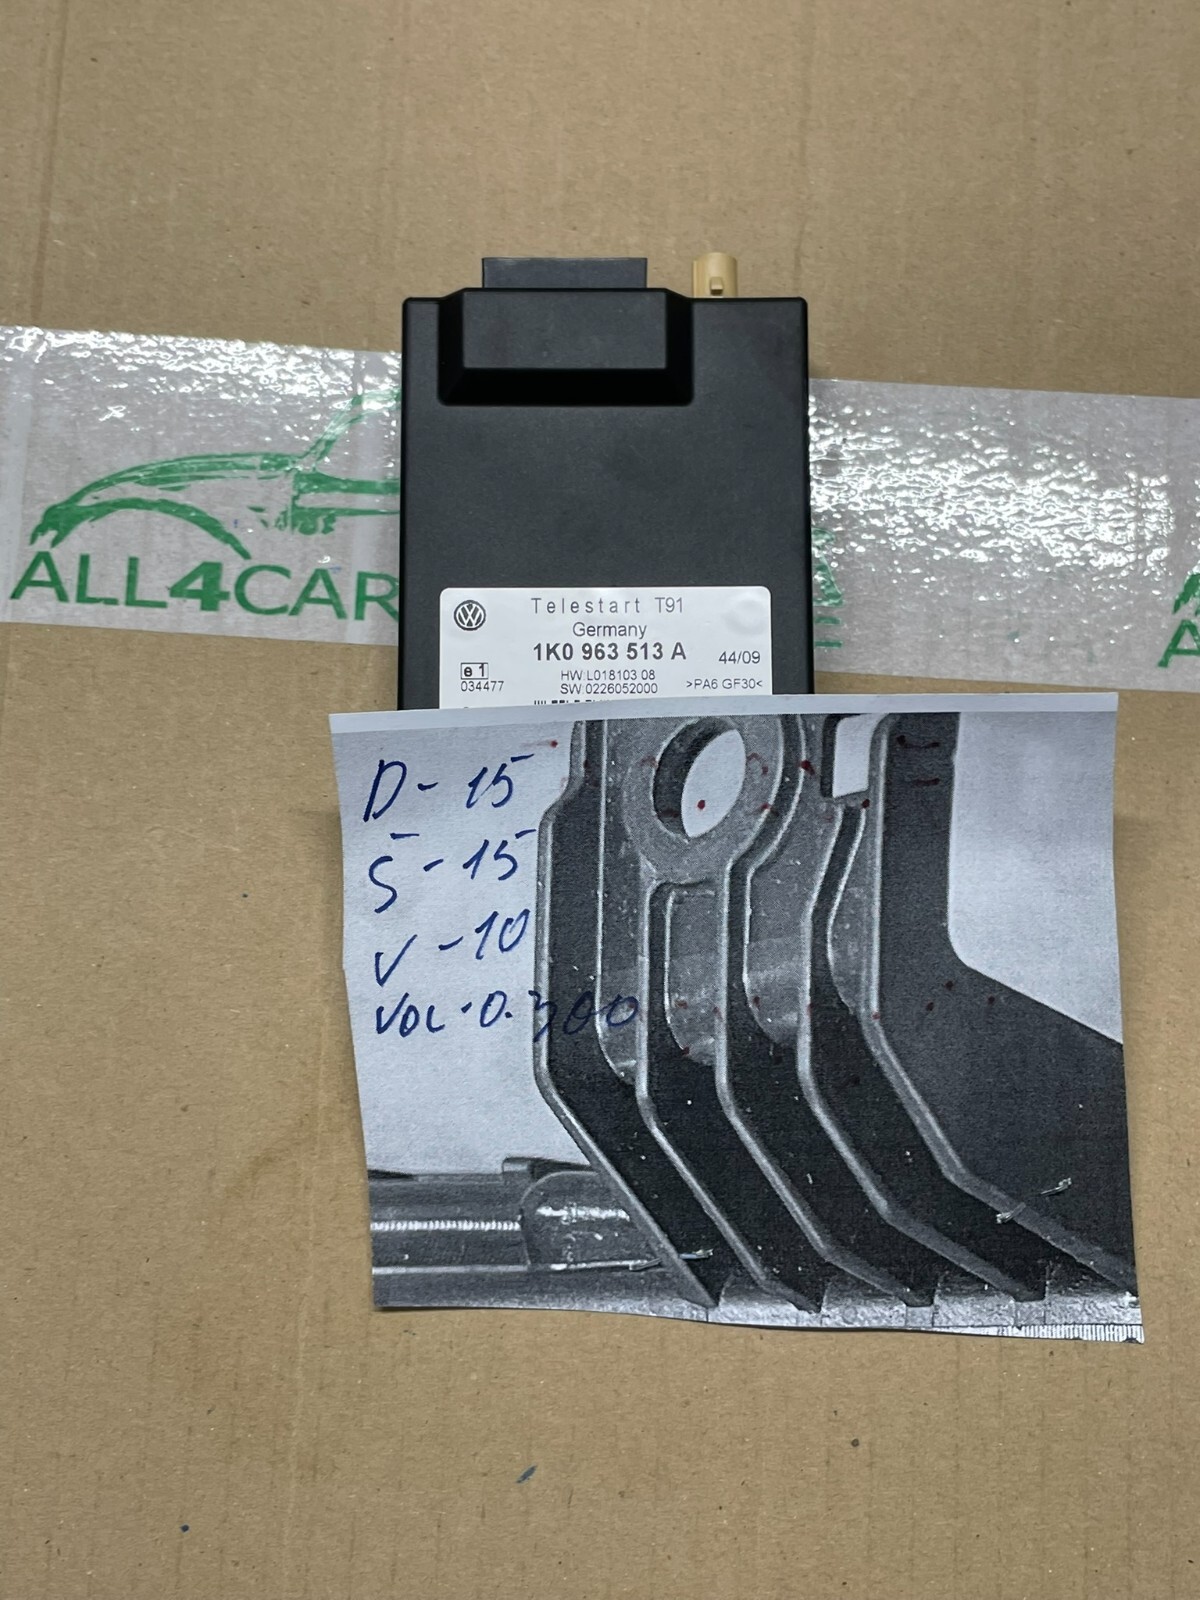 ALL4CAR
Telestart T91
Germany
1K0 963 513 A
44/09
e1
034477
HW:L018103 08
SW:0226052000
>PA6 GF30<
D - 15
Š - 15
V - 10
VOL - 0.300